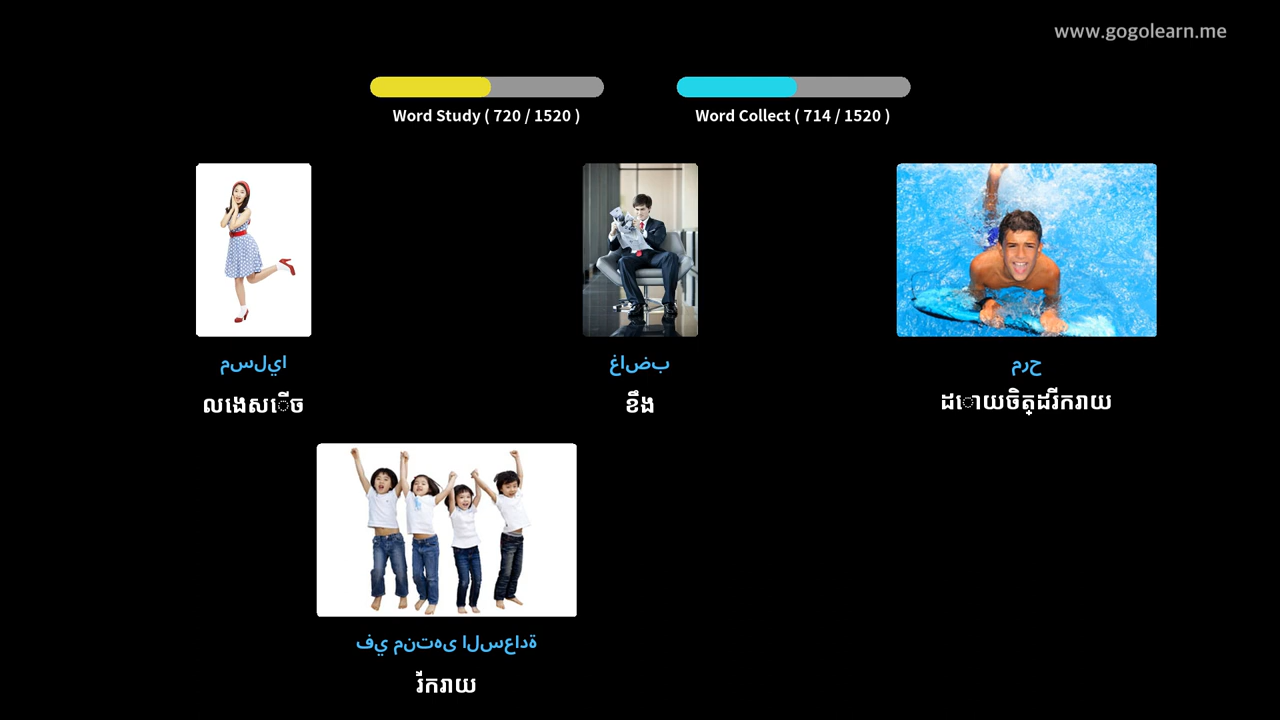 www.gogolearn.me
Word Study ( 720 / 1520 )
Word Collect ( 714 / 1520 )
مسليا
غاضب
مرح
លេងសើច
ខឹង
ដោយចិត្ដរីករាយ
في منتهى السعادة
រីករាយ